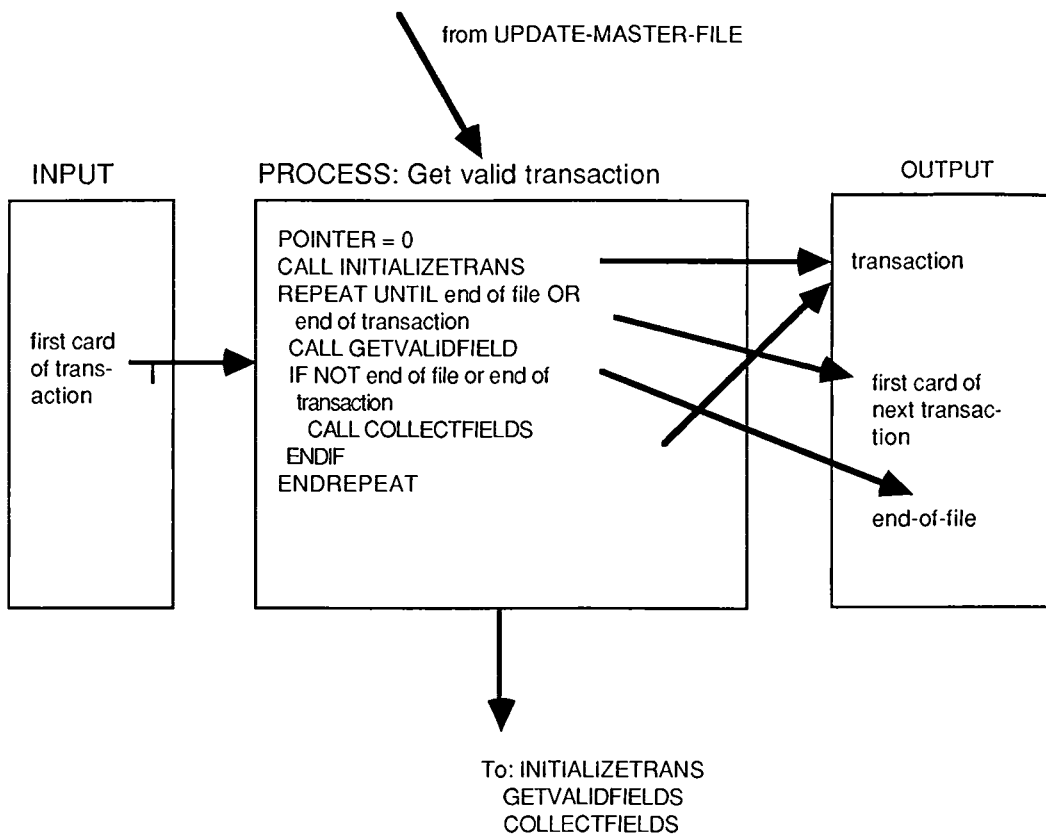 from UPDATE-MASTER-FILE
INPUT
PROCESS: Get valid transaction
OUTPUT
first card
of trans-
action
POINTER = 0
CALL INITIALIZETRANS
REPEAT UNTIL end of file OR
end of transaction
CALL GETVALIDFIELD
IF NOT end of file or end of
transaction
CALL COLLECTFIELDS
ENDIF
ENDREPEAT
transaction
first card of
next transac-
tion
end-of-file
To: INITIALIZETRANS
GETVALIDFIELDS
COLLECTFIELDS